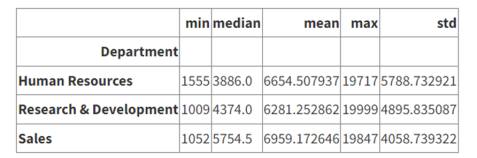 min median mean max std
Department
Human Resources 1555 3886.0 6654.507937 19717 5788.732921
Research & Development 1009 4374.0 6281.252862 19999 4895.835087
Sales 1052 5754.5 6959.172646 19847 4058.739322